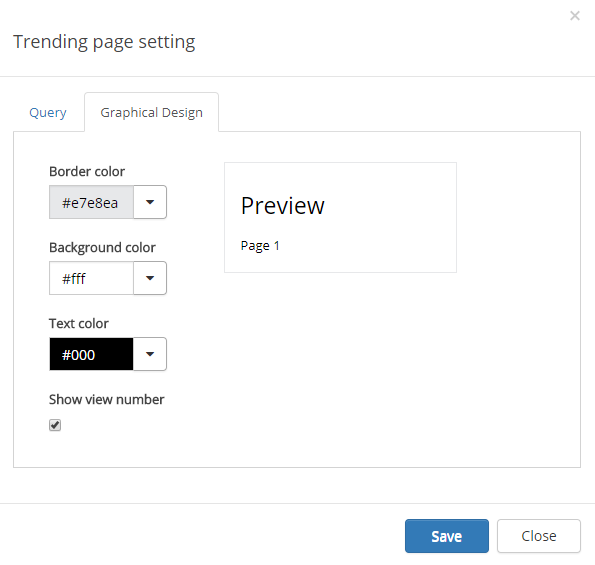 ×
Trending page setting
Query
Graphical Design
Border color
#e7e8ea
Background color
#fff
Text color
#000
Show view number
Preview
Page 1
Save
Close